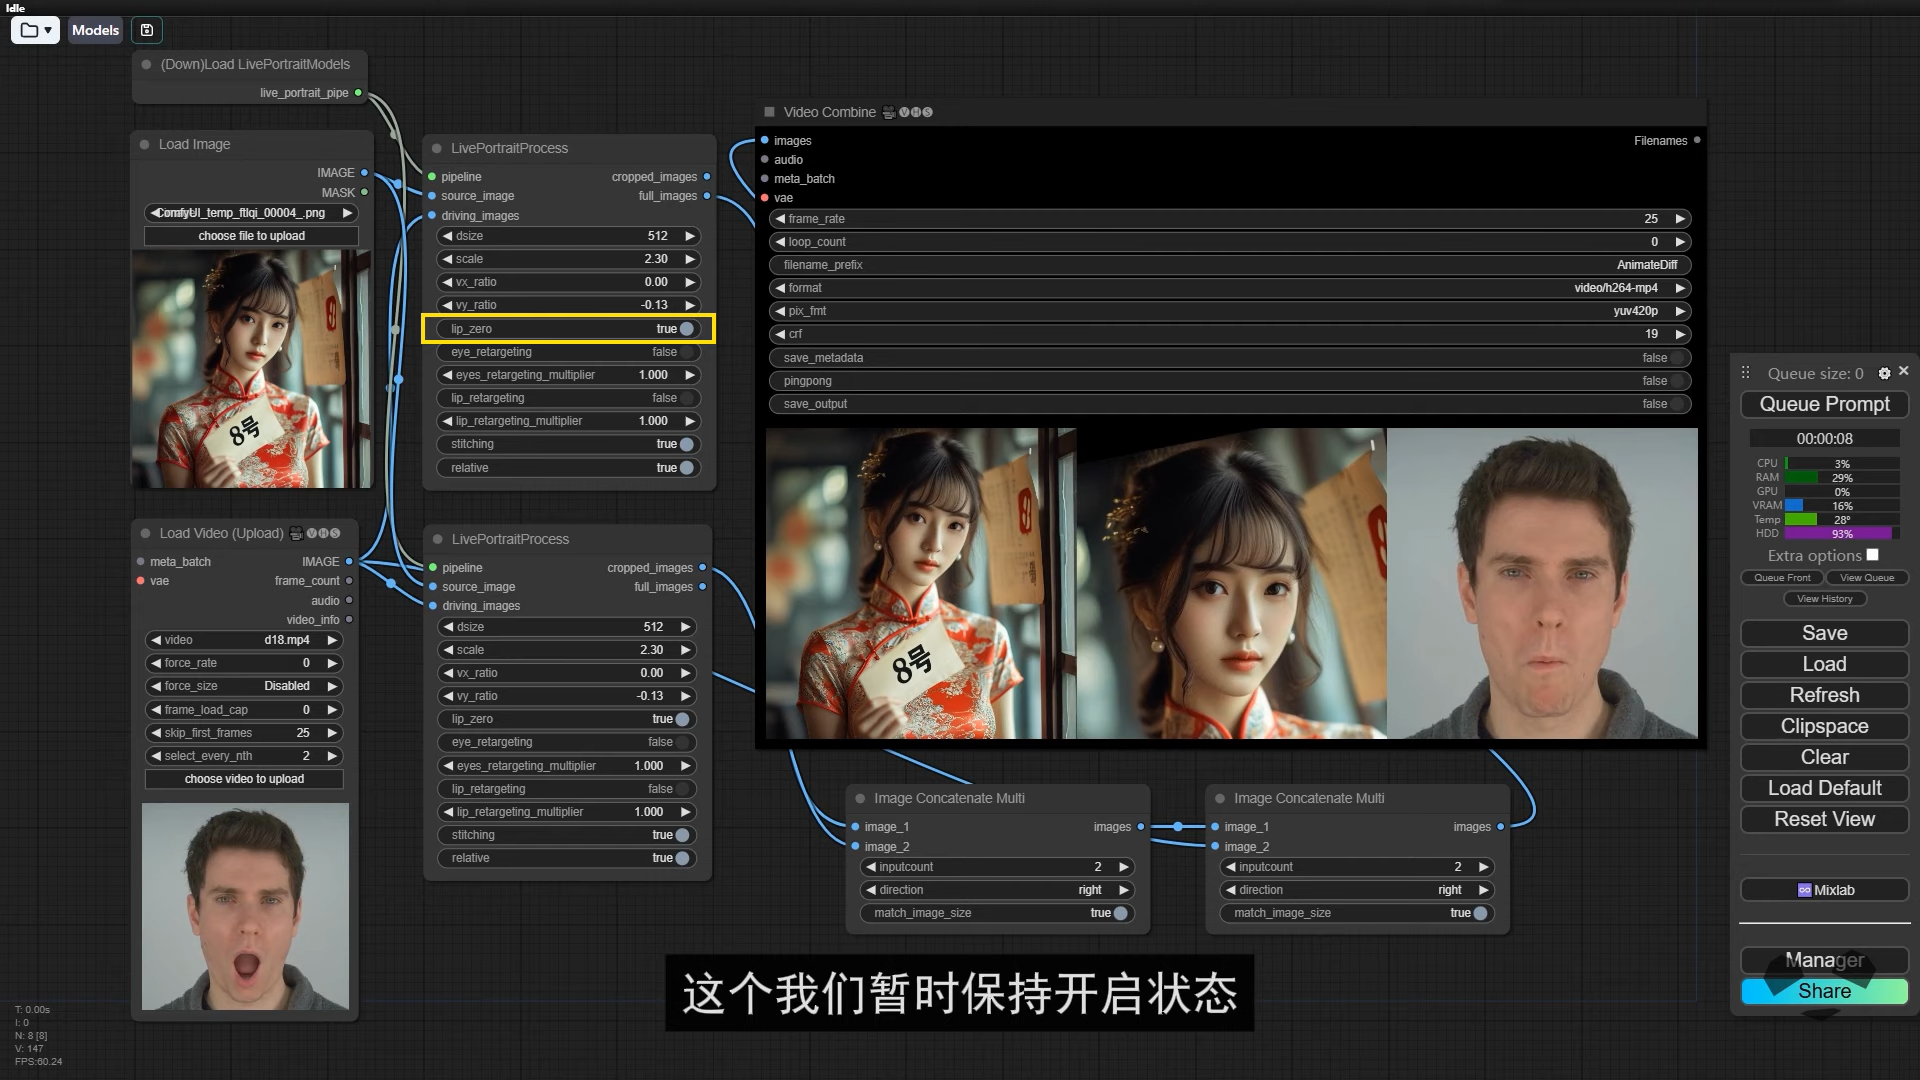 Idle
Models
(Down)Load LivePortraitModels
live_portrait_pipe
Load Image
IMAGE
MASK
ComfyUI_temp_ftlqi_00004_.png
choose file to upload
8号
Load Video (Upload) VHS
meta_batch IMAGE
vae frame_count
audio
video_info
video d18.mp4
force_rate 0
force_size Disabled
frame_load_cap 0
skip_first_frames 25
select_every_nth 2
choose video to upload
LivePortraitProcess
pipeline cropped_images
source_image full_images
driving_images
dsize 512
scale 2.30
vx_ratio 0.00
vy_ratio -0.13
lip_zero true
eye_retargeting false
eyes_retargeting_multiplier 1.000
lip_retargeting false
lip_retargeting_multiplier 1.000
stitching true
relative true
LivePortraitProcess
pipeline cropped_images
source_image full_images
driving_images
dsize 512
scale 2.30
vx_ratio 0.00
vy_ratio -0.13
lip_zero true
eye_retargeting false
eyes_retargeting_multiplier 1.000
lip_retargeting false
lip_retargeting_multiplier 1.000
stitching true
relative true
Video Combine VHS
images Filenames
audio
meta_batch
vae
frame_rate 25
loop_count 0
filename_prefix AnimateDiff
format video/h264-mp4
pix_fmt yuv420p
crf 19
save_metadata false
pingpong false
save_output false
8号
Image Concatenate Multi
image_1 images
image_2
inputcount 2
direction right
match_image_size true
Image Concatenate Multi
image_1 images
image_2
inputcount 2
direction right
match_image_size true
Queue size: 0
Queue Prompt
00:00:08
CPU 3%
RAM 29%
GPU 0%
VRAM 16%
Temp 28°
HDD 93%
Extra options
Queue Front View Queue
View History
Save
Load
Refresh
Clipspace
Clear
Load Default
Reset View
Mixlab
Manager
Share
这个我们暂时保持开启状态
T: 0.00s
I: 0
N: 8 [8]
V: 147
FPS:60.24